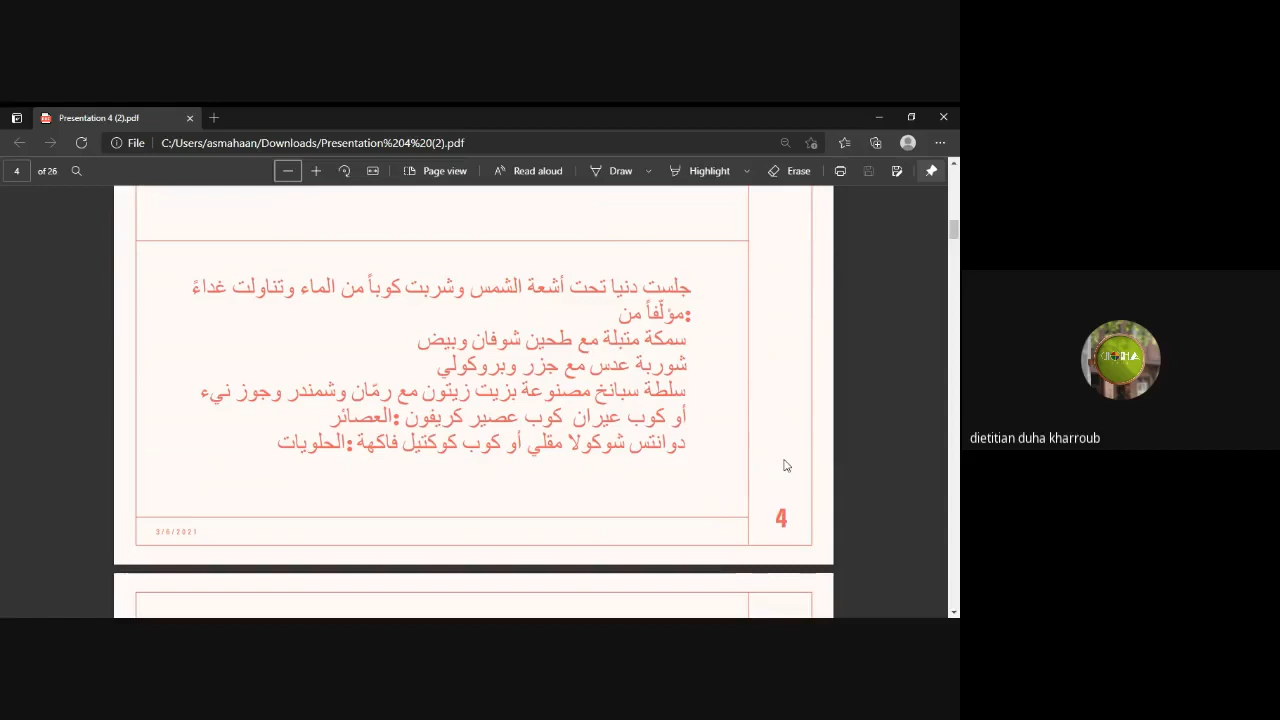 Presentation 4 (2).pdf
File
C:/Users/asmahaan/Downloads/Presentation%204%20(2).pdf
4 of 26
Page view
Read aloud
Draw
Highlight
Erase
جلست دنيا تحت أشعة الشمس وشربت كوباً من الماء وتناولت غداءً
:مؤلّفاً من
سمكة متبلة مع طحين شوفان وبيض
شوربة عدس مع جزر وبروكولي
سلطة سبانخ مصنوعة بزيت زيتون مع رمّان وشمندر وجوز نيء
أو كوب عيران كوب عصير كريفون :العصائر
دوانتس شوكولا مقلي أو كوب كوكتيل فاكهة :الحلويات
3/6/2021
4
dietitian duha kharroub